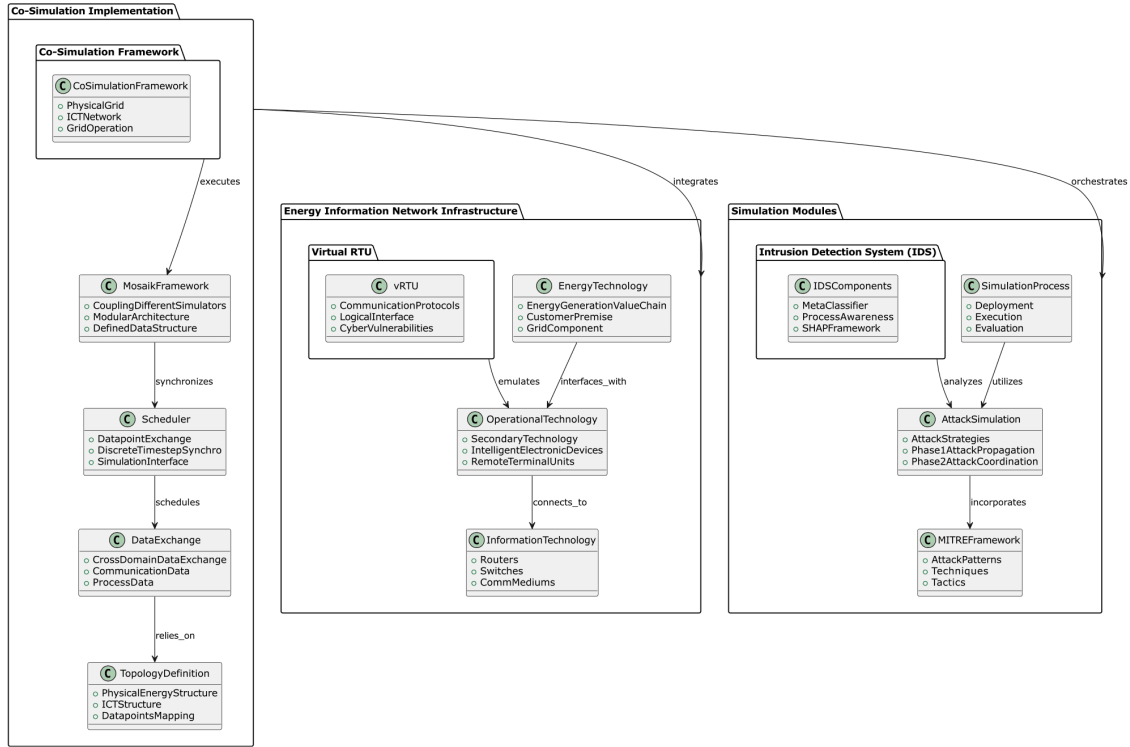 Co-Simulation Implementation
Co-Simulation Framework
C CoSimulationFramework
PhysicalGrid
ICTNetwork
GridOperation
executes
C MosaikFramework
CouplingDifferentSimulators
ModularArchitecture
DefinedDataStructure
synchronizes
C Scheduler
DatapointExchange
DiscreteTimestepSynchro
SimulationInterface
schedules
C DataExchange
CrossDomainDataExchange
CommunicationData
ProcessData
relies_on
C TopologyDefinition
PhysicalEnergyStructure
ICTStructure
DatapointsMapping
integrates
Energy Information Network Infrastructure
Virtual RTU
C vRTU
CommunicationProtocols
LogicalInterface
CyberVulnerabilities
C EnergyTechnology
EnergyGenerationValueChain
CustomerPremise
GridComponent
emulates
interfaces_with
C OperationalTechnology
SecondaryTechnology
IntelligentElectronicDevices
RemoteTerminalUnits
connects_to
C InformationTechnology
Routers
Switches
CommMediums
orchestrates
Simulation Modules
Intrusion Detection System (IDS)
C IDSComponents
MetaClassifier
ProcessAwareness
SHAPFramework
C SimulationProcess
Deployment
Execution
Evaluation
analyzes
utilizes
C AttackSimulation
AttackStrategies
Phase1AttackPropagation
Phase2AttackCoordination
incorporates
C MITREFramework
AttackPatterns
Techniques
Tactics